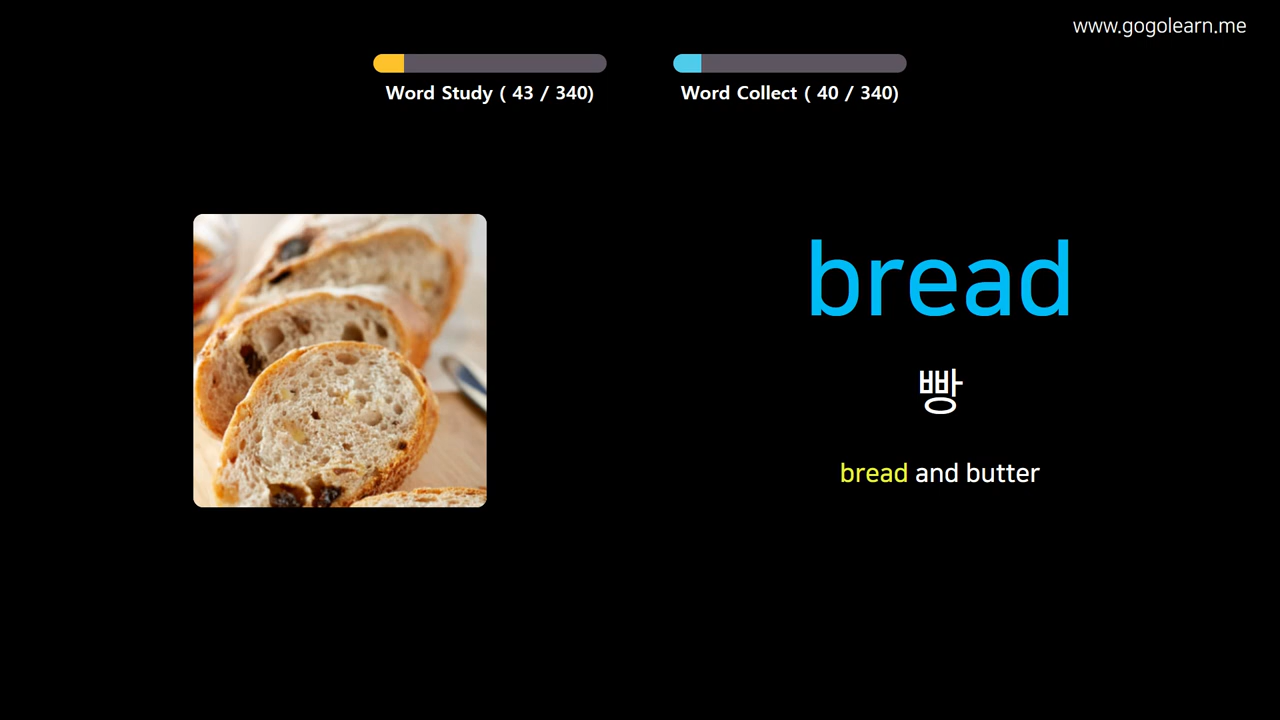 www.gogolearn.me
Word Study ( 43 / 340)
Word Collect ( 40 / 340)
bread
빵
bread and butter